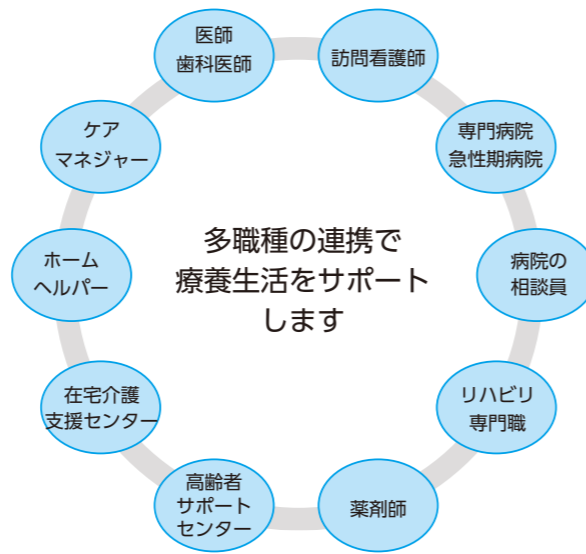 医師
歯科医師
訪問看護師
専門病院
急性期病院
病院の
相談員
リハビリ
専門職
薬剤師
高齢者
サポート
センター
在宅介護
支援センター
ホーム
ヘルパー
ケア
マネジャー
多職種の連携で
療養生活をサポート
します